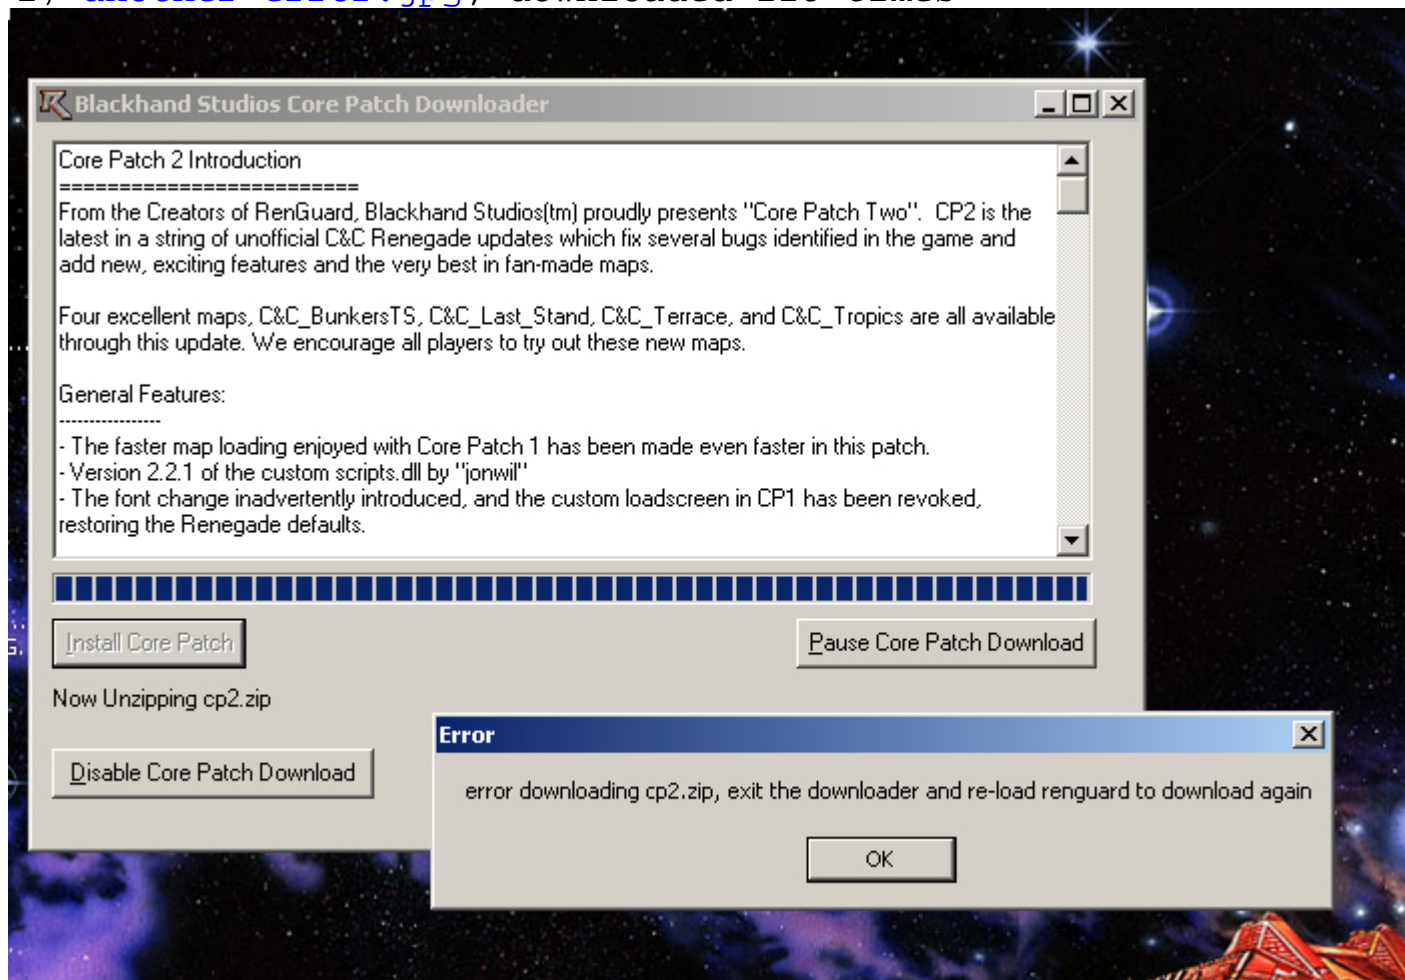 Blackhand Studios Core Patch Downloader
Core Patch 2 Introduction
=========================
From the Creators of RenGuard, Blackhand Studios(tm) proudly presents "Core Patch Two".  CP2 is the
latest in a string of unofficial C&C Renegade updates which fix several bugs identified in the game and
add new, exciting features and the very best in fan-made maps.
Four excellent maps, C&C_BunkersTS, C&C_Last_Stand, C&C_Terrace, and C&C_Tropics are all available
through this update. We encourage all players to try out these new maps.
General Features:
----------------
- The faster map loading enjoyed with Core Patch 1 has been made even faster in this patch.
- Version 2.2.1 of the custom scripts.dll by "jonwil"
- The font change inadvertently introduced, and the custom loadscreen in CP1 has been revoked,
restoring the Renegade defaults.
Install Core Patch
Pause Core Patch Download
Now Unzipping cp2.zip
Disable Core Patch Download
Error
error downloading cp2.zip, exit the downloader and re-load renguard to download again
OK